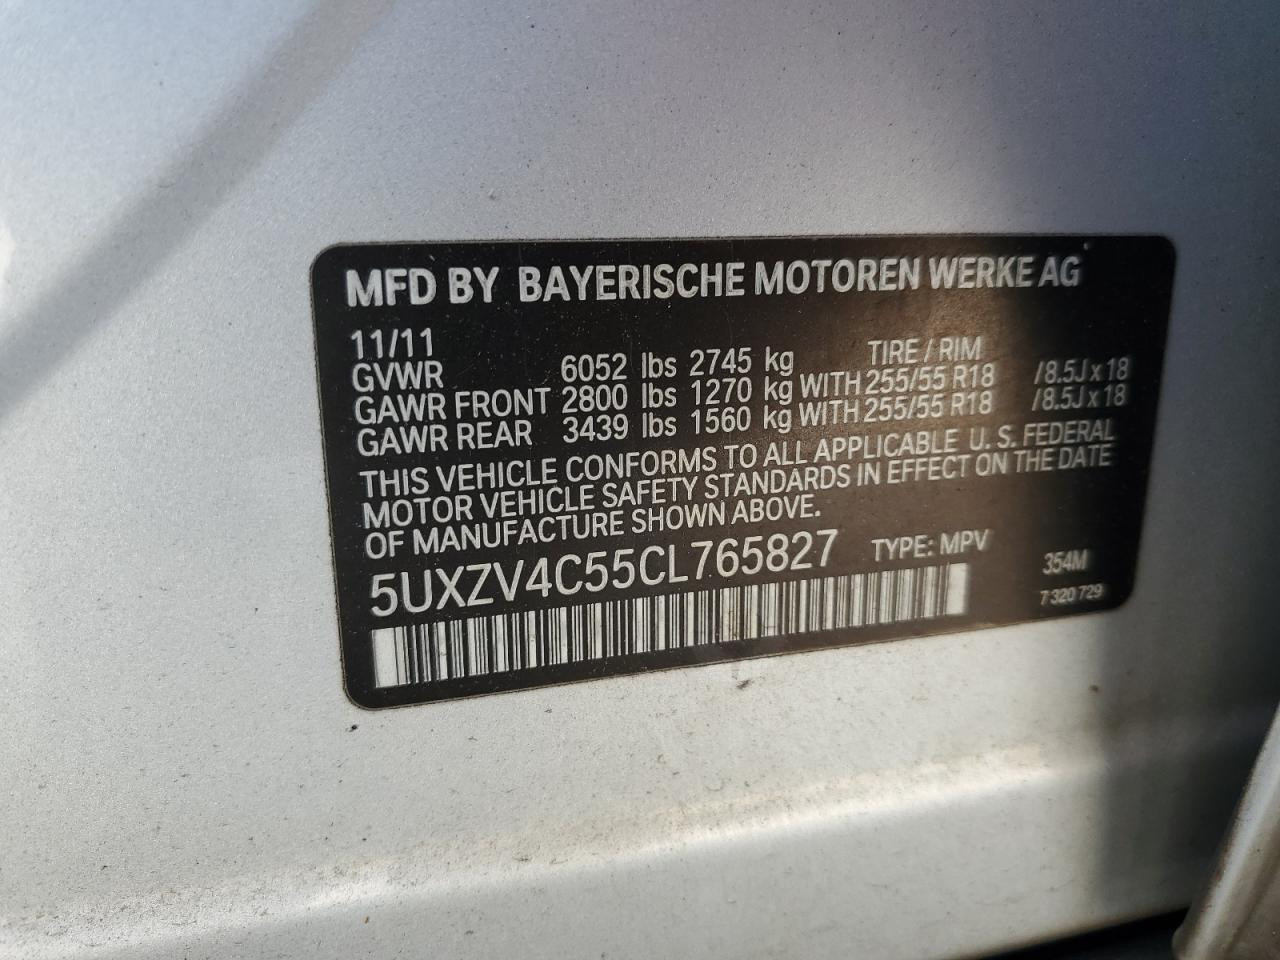 MFD BY BAYERISCHE MOTOREN WERKE AG
11/11
TIRE / RIM
GVWR 6052 lbs 2745 kg
GAWR FRONT 2800 lbs 1270 kg WITH 255/55 R18 /8.5J x 18
GAWR REAR 3439 lbs 1560 kg WITH 255/55 R18 /8.5J x 18
THIS VEHICLE CONFORMS TO ALL APPLICABLE U. S. FEDERAL
MOTOR VEHICLE SAFETY STANDARDS IN EFFECT ON THE DATE
OF MANUFACTURE SHOWN ABOVE.
5UXZV4C55CL765827 TYPE: MPV
354M
7 320 729